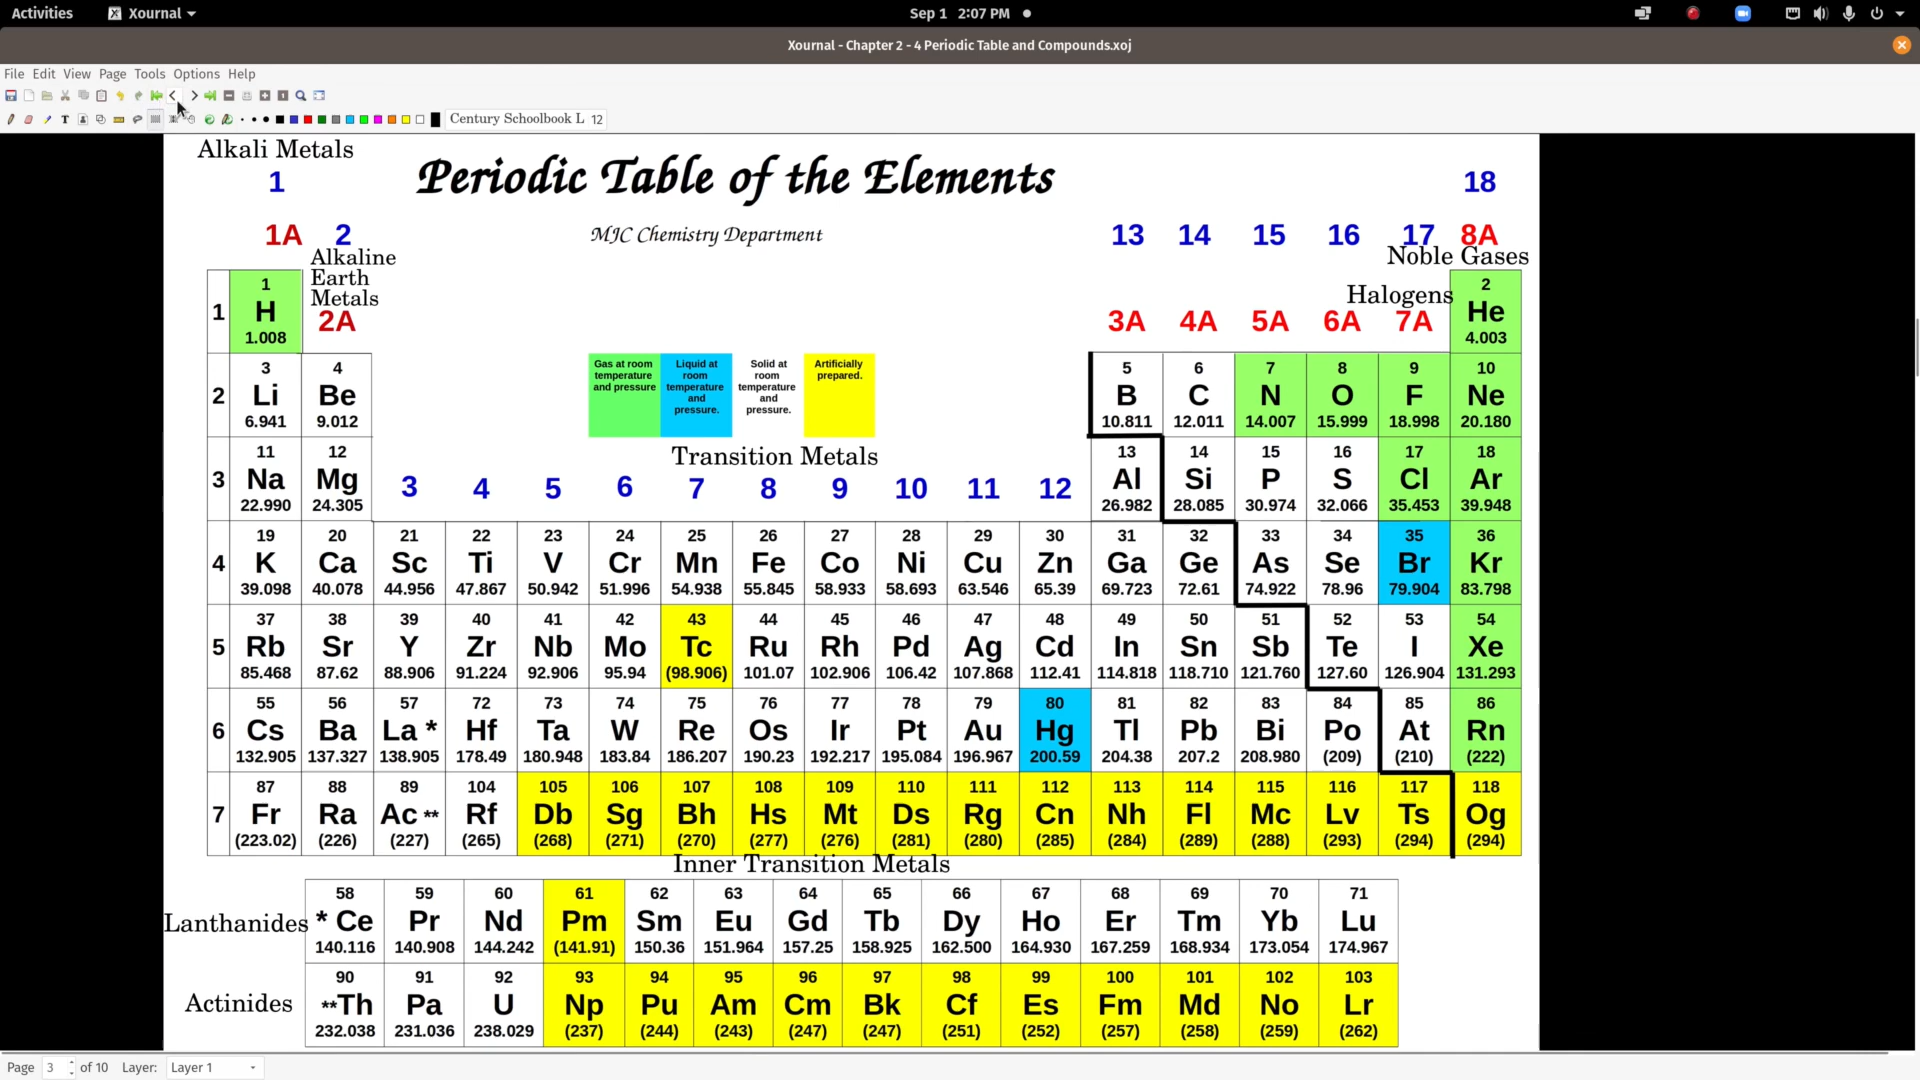 Activities Xournal Sep 1 2:07 PM
Xournal - Chapter 2 - 4 Periodic Table and Compounds.xoj
File Edit View Page Tools Options Help
Century Schoolbook L 12
Alkali Metals
Periodic Table of the Elements
1 18
MJC Chemistry Department
1A 2 13 14 15 16 17 8A
Alkaline Earth Metals
Noble Gases
Halogens
2A 3A 4A 5A 6A 7A
1 2
1 H He
1.008 4.003
Gas at room temperature and pressure
Liquid at room temperature and pressure.
Solid at room temperature and pressure.
Artificially prepared.
3 4 5 6 7 8 9 10
2 Li Be B C N O F Ne
6.941 9.012 10.811 12.011 14.007 15.999 18.998 20.180
Transition Metals
3 4 5 6 7 8 9 10 11 12
11 12 13 14 15 16 17 18
3 Na Mg Al Si P S Cl Ar
22.990 24.305 26.982 28.085 30.974 32.066 35.453 39.948
19 20 21 22 23 24 25 26 27 28 29 30 31 32 33 34 35 36
4 K Ca Sc Ti V Cr Mn Fe Co Ni Cu Zn Ga Ge As Se Br Kr
39.098 40.078 44.956 47.867 50.942 51.996 54.938 55.845 58.933 58.693 63.546 65.39 69.723 72.61 74.922 78.96 79.904 83.798
37 38 39 40 41 42 43 44 45 46 47 48 49 50 51 52 53 54
5 Rb Sr Y Zr Nb Mo Tc Ru Rh Pd Ag Cd In Sn Sb Te I Xe
85.468 87.62 88.906 91.224 92.906 95.94 (98.906) 101.07 102.906 106.42 107.868 112.41 114.818 118.710 121.760 127.60 126.904 131.293
55 56 57 72 73 74 75 76 77 78 79 80 81 82 83 84 85 86
6 Cs Ba La * Hf Ta W Re Os Ir Pt Au Hg Tl Pb Bi Po At Rn
132.905 137.327 138.905 178.49 180.948 183.84 186.207 190.23 192.217 195.084 196.967 200.59 204.38 207.2 208.980 (209) (210) (222)
87 88 89 104 105 106 107 108 109 110 111 112 113 114 115 116 117 118
7 Fr Ra Ac ** Rf Db Sg Bh Hs Mt Ds Rg Cn Nh Fl Mc Lv Ts Og
(223.02) (226) (227) (265) (268) (271) (270) (277) (276) (281) (280) (285) (284) (289) (288) (293) (294) (294)
Inner Transition Metals
58 59 60 61 62 63 64 65 66 67 68 69 70 71
Lanthanides * Ce Pr Nd Pm Sm Eu Gd Tb Dy Ho Er Tm Yb Lu
140.116 140.908 144.242 (141.91) 150.36 151.964 157.25 158.925 162.500 164.930 167.259 168.934 173.054 174.967
90 91 92 93 94 95 96 97 98 99 100 101 102 103
Actinides **Th Pa U Np Pu Am Cm Bk Cf Es Fm Md No Lr
232.038 231.036 238.029 (237) (244) (243) (247) (247) (251) (252) (257) (258) (259) (262)
Page 3 of 10 Layer: Layer 1